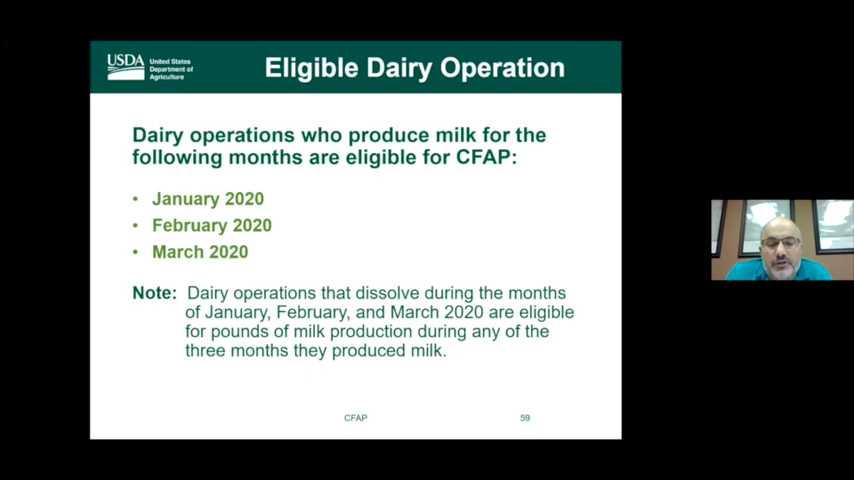 USDA
United States
Department of
Agriculture
Eligible Dairy Operation
Dairy operations who produce milk for the
following months are eligible for CFAP:
• January 2020
• February 2020
• March 2020
Note: Dairy operations that dissolve during the months
of January, February, and March 2020 are eligible
for pounds of milk production during any of the
three months they produced milk.
CFAP 59